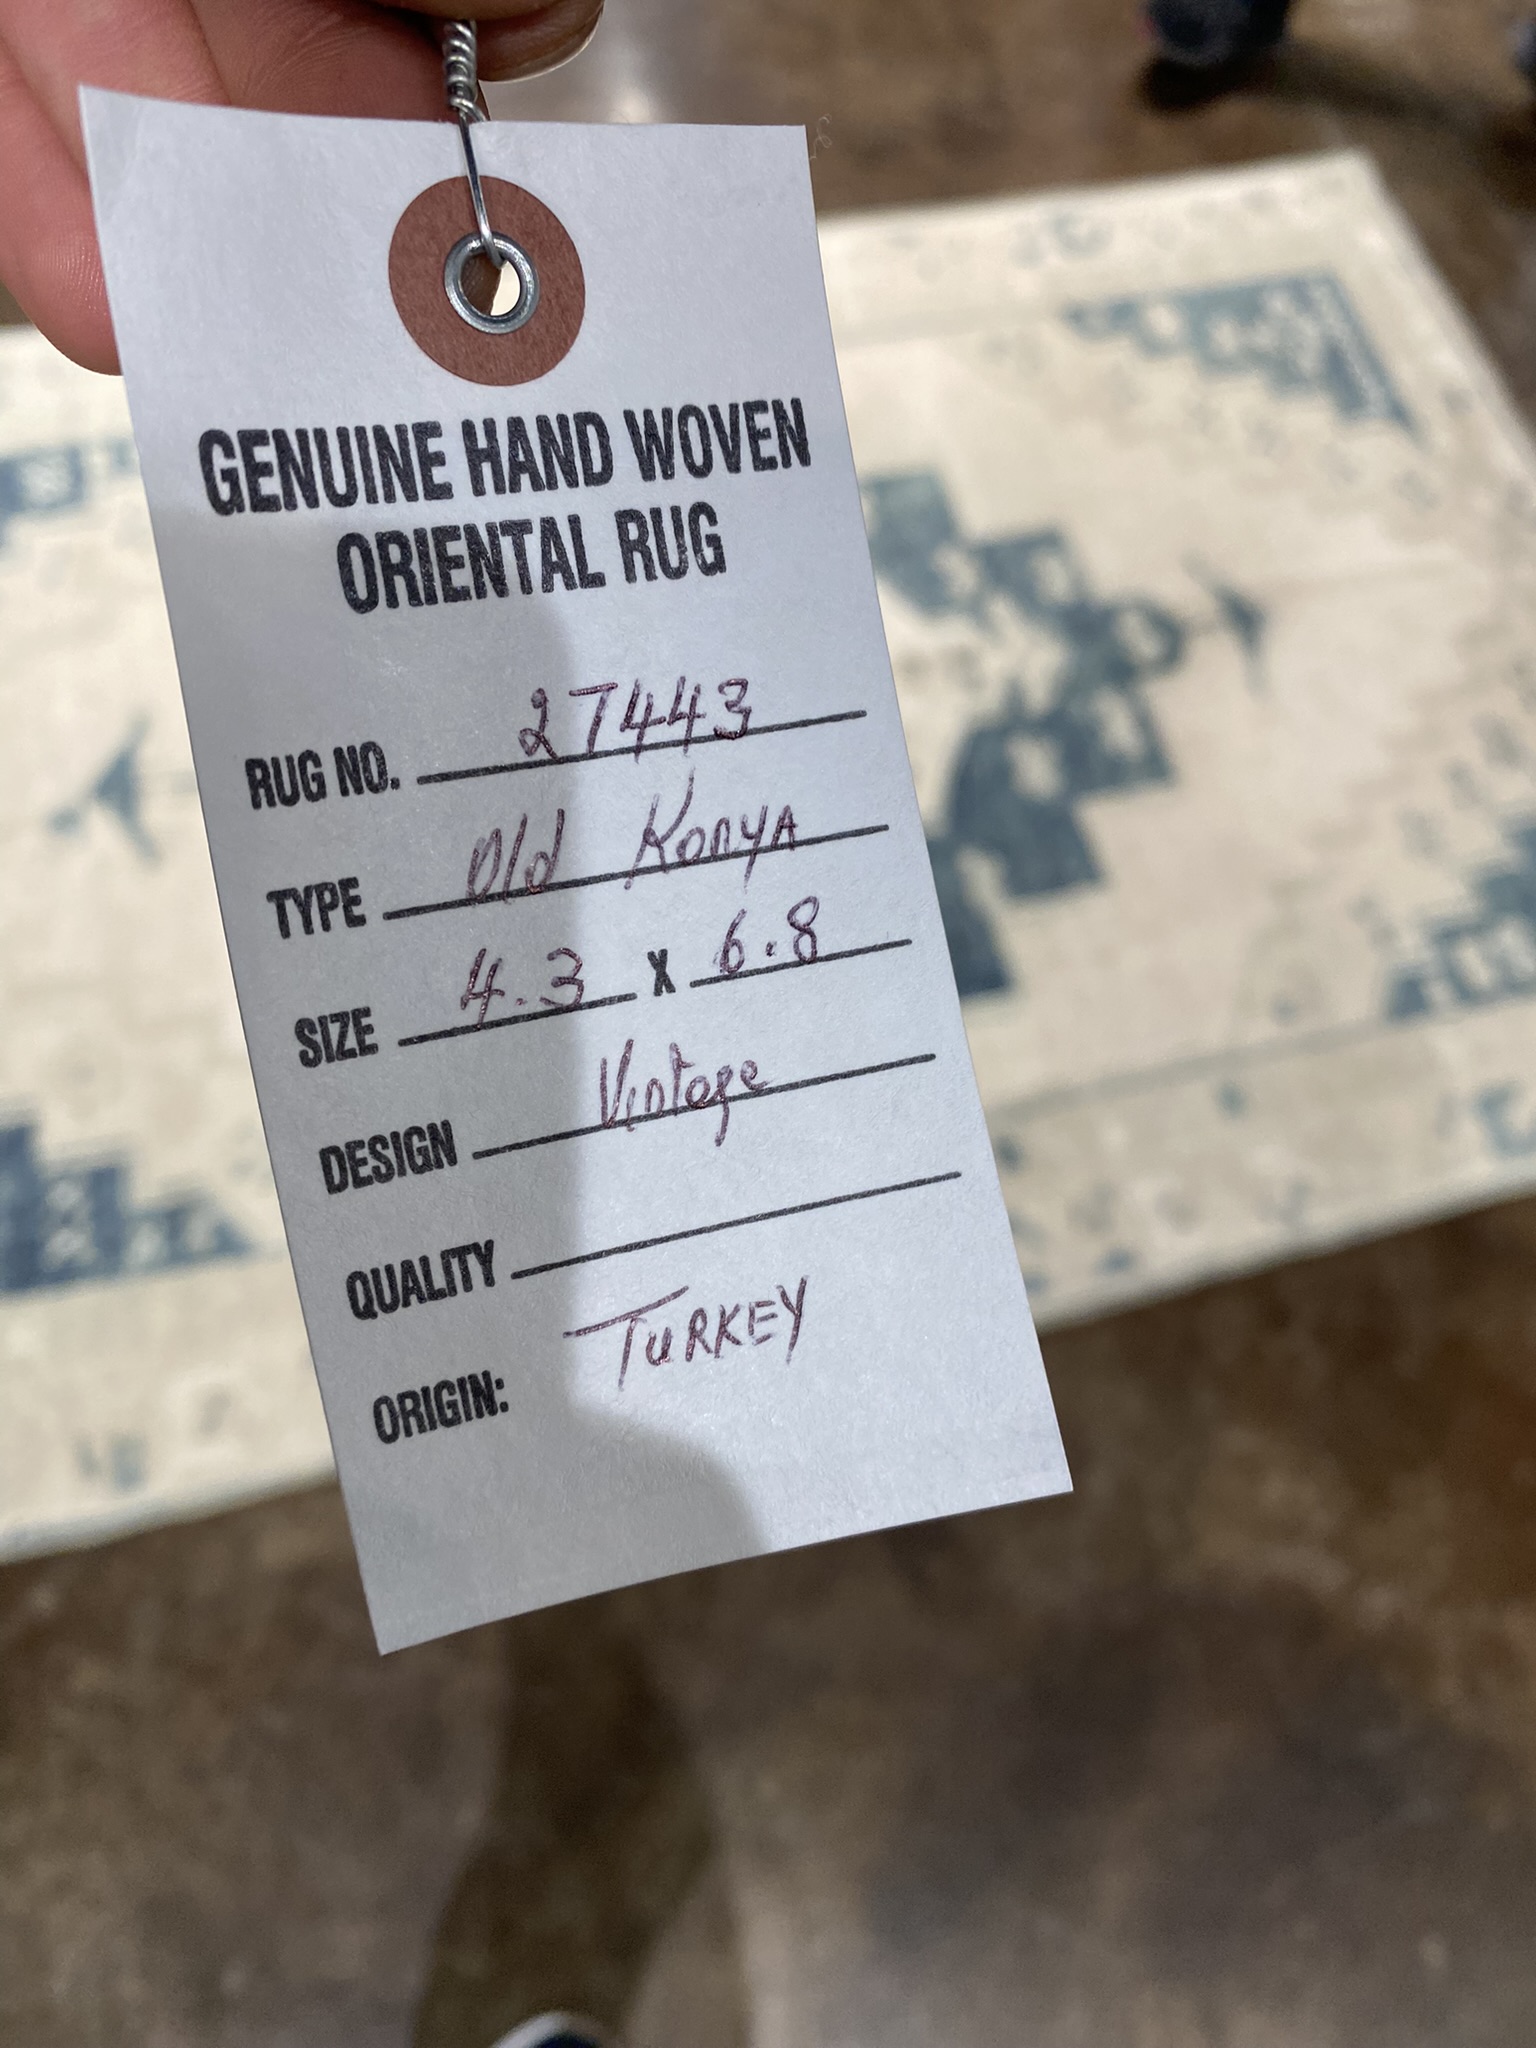 GENUINE HAND WOVEN
ORIENTAL RUG
RUG NO. 27443
TYPE Old Konya
SIZE 4.3 X 6.8
DESIGN Vintage
QUALITY
ORIGIN: TURKEY